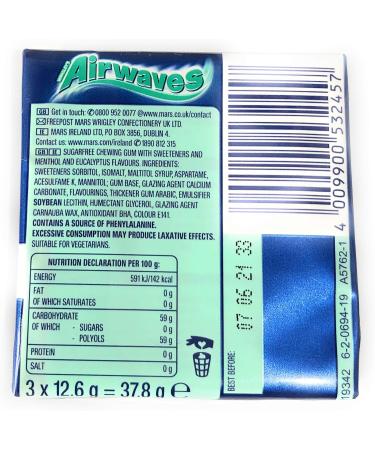 Airwaves
GB Get in touch: 0800 952 0077 @www.mars.co.uk/contact
FREEPOST MARS WRIGLEY CONFECTIONERY UK LTD.
IE MARS IRELAND LTD, PO BOX 3856, DUBLIN 4.
Contact us: www.mars.com/ireland 1890 812 315
GB IE SUGARFREE CHEWING GUM WITH SWEETENERS AND
MENTHOL AND EUCALYPTUS FLAVOURS. INGREDIENTS:
SWEETENERS SORBITOL, ISOMALT, MALTITOL SYRUP, ASPARTAME,
ACESULFAME K, MANNITOL; GUM BASE, GLAZING AGENT CALCIUM
CARBONATE, FLAVOURINGS, THICKENER GUM ARABIC, EMULSIFIER
SOYBEAN LECITHIN, HUMECTANT GLYCEROL, GLAZING AGENT
CARNAUBA WAX, ANTIOXIDANT BHA, COLOUR E141.
CONTAINS A SOURCE OF PHENYLALANINE.
EXCESSIVE CONSUMPTION MAY PRODUCE LAXATIVE EFFECTS.
SUITABLE FOR VEGETARIANS.
NUTRITION DECLARATION PER 100 g:
ENERGY 591 kJ/142 kcal
FAT 0 g
OF WHICH SATURATES 0 g
CARBOHYDRATE 59 g
OF WHICH - SUGARS 0 g
- POLYOLS 59 g
PROTEIN 0 g
SALT 0 g
3 x 12.6 g = 37.8 g e
BEST BEFORE:
07 06 21 33
4 009900 532457
19342 6-2-0694-19 A5762-1